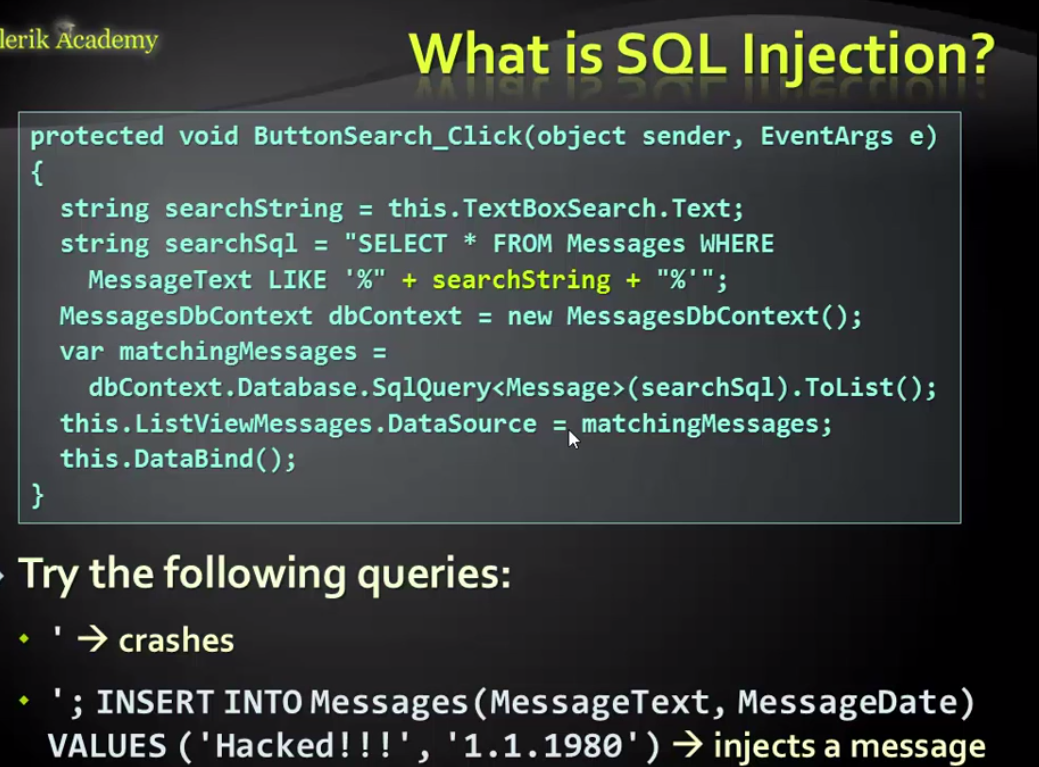 lerik Academy
What is SQL Injection?
protected void ButtonSearch_Click(object sender, EventArgs e)
{
string searchString = this.TextBoxSearch.Text;
string searchSql = "SELECT * FROM Messages WHERE
MessageText LIKE '%" + searchString + "%'";
MessagesDbContext dbContext = new MessagesDbContext();
var matchingMessages =
dbContext.Database.SqlQuery<Message>(searchSql).ToList();
this.ListViewMessages.DataSource = matchingMessages;
this.DataBind();
}
Try the following queries:
' → crashes
'; INSERT INTO Messages(MessageText, MessageDate)
VALUES ('Hacked!!!', '1.1.1980') → injects a message